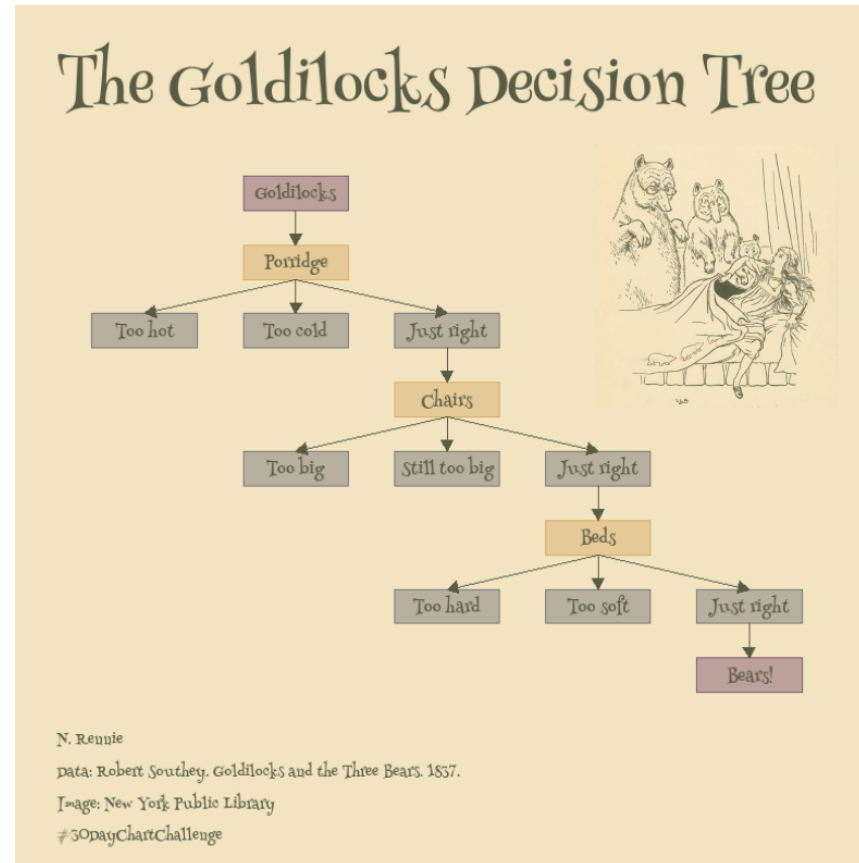 The Goldilocks Decision Tree
Goldilocks
Porridge
Too hot
Too cold
Just right
Chairs
Too big
Still too big
Just right
Beds
Too hard
Too soft
Just right
Bears!
N. Rennie
Data: Robert Southey. Goldilocks and the Three Bears. 1837.
Image: New York Public Library
#30DayChartChallenge